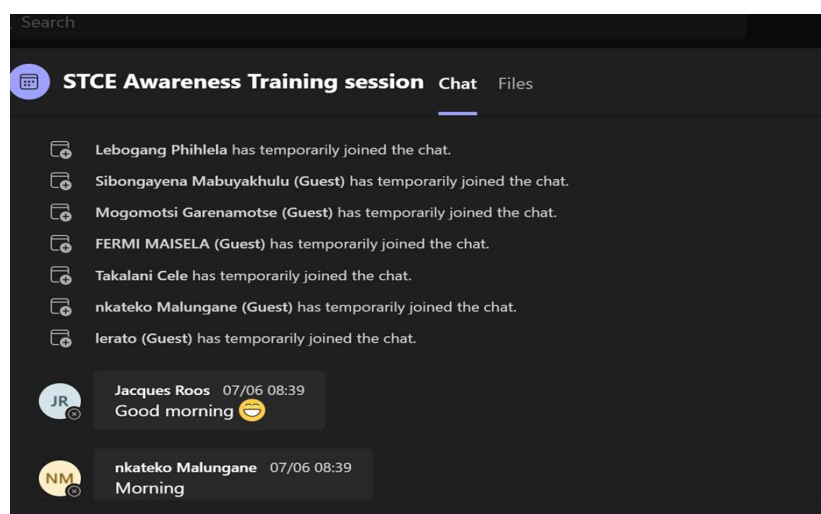 Search
STCE Awareness Training session Chat Files
Lebogang Phihlela has temporarily joined the chat.
Sibongayena Mabuyakhulu (Guest) has temporarily joined the chat.
Mogomotsi Garenamotse (Guest) has temporarily joined the chat.
FERMI MAISELA (Guest) has temporarily joined the chat.
Takalani Cele has temporarily joined the chat.
nkateko Malungane (Guest) has temporarily joined the chat.
lerato (Guest) has temporarily joined the chat.
JR
Jacques Roos 07/06 08:39
Good morning 😁
NM
nkateko Malungane 07/06 08:39
Morning